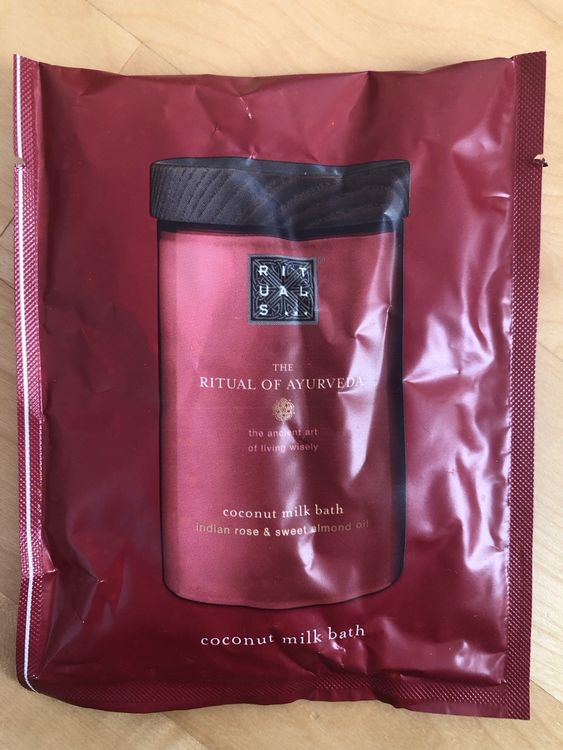 RIT
UAL
S...
THE
RITUAL OF AYURVEDA
the ancient art
of living wisely
coconut milk bath
indian rose & sweet almond oil
coconut milk bath